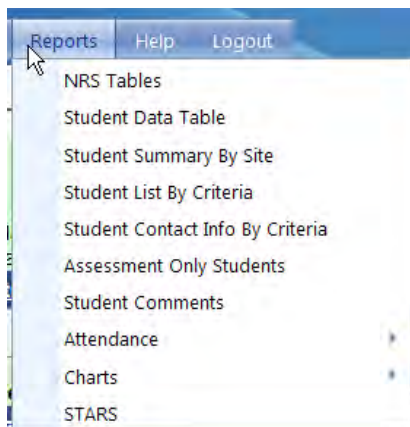 Reports Help Logout
NRS Tables
Student Data Table
Student Summary By Site
Student List By Criteria
Student Contact Info By Criteria
Assessment Only Students
Student Comments
Attendance
Charts
STARS